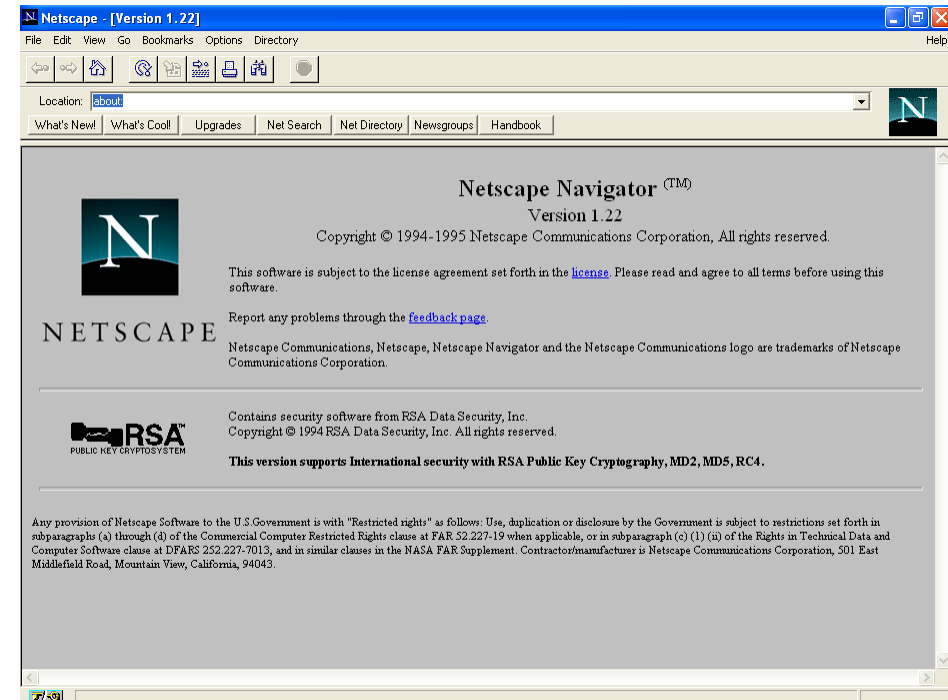 Netscape - [Version 1.22]
File Edit View Go Bookmarks Options Directory Help
Location: about:
What's New! What's Cool! Upgrades Net Search Net Directory Newsgroups Handbook
N
Netscape Navigator (TM)
Version 1.22
Copyright © 1994-1995 Netscape Communications Corporation, All rights reserved.
N
NETSCAPE
This software is subject to the license agreement set forth in the license. Please read and agree to all terms before using this
software.
Report any problems through the feedback page.
Netscape Communications, Netscape, Netscape Navigator and the Netscape Communications logo are trademarks of Netscape
Communications Corporation.
RSA™
PUBLIC KEY CRYPTOSYSTEM
Contains security software from RSA Data Security, Inc.
Copyright © 1994 RSA Data Security, Inc. All rights reserved.
This version supports International security with RSA Public Key Cryptography, MD2, MD5, RC4.
Any provision of Netscape Software to the U.S.Government is with "Restricted rights" as follows: Use, duplication or disclosure by the Government is subject to restrictions set forth in
subparagraphs (a) through (d) of the Commercial Computer Restricted Rights clause at FAR 52.227-19 when applicable, or in subparagraph (c) (1) (ii) of the Rights in Technical Data and
Computer Software clause at DFARS 252.227-7013, and in similar clauses in the NASA FAR Supplement. Contractor/manufacturer is Netscape Communications Corporation, 501 East
Middlefield Road, Mountain View, California, 94043.